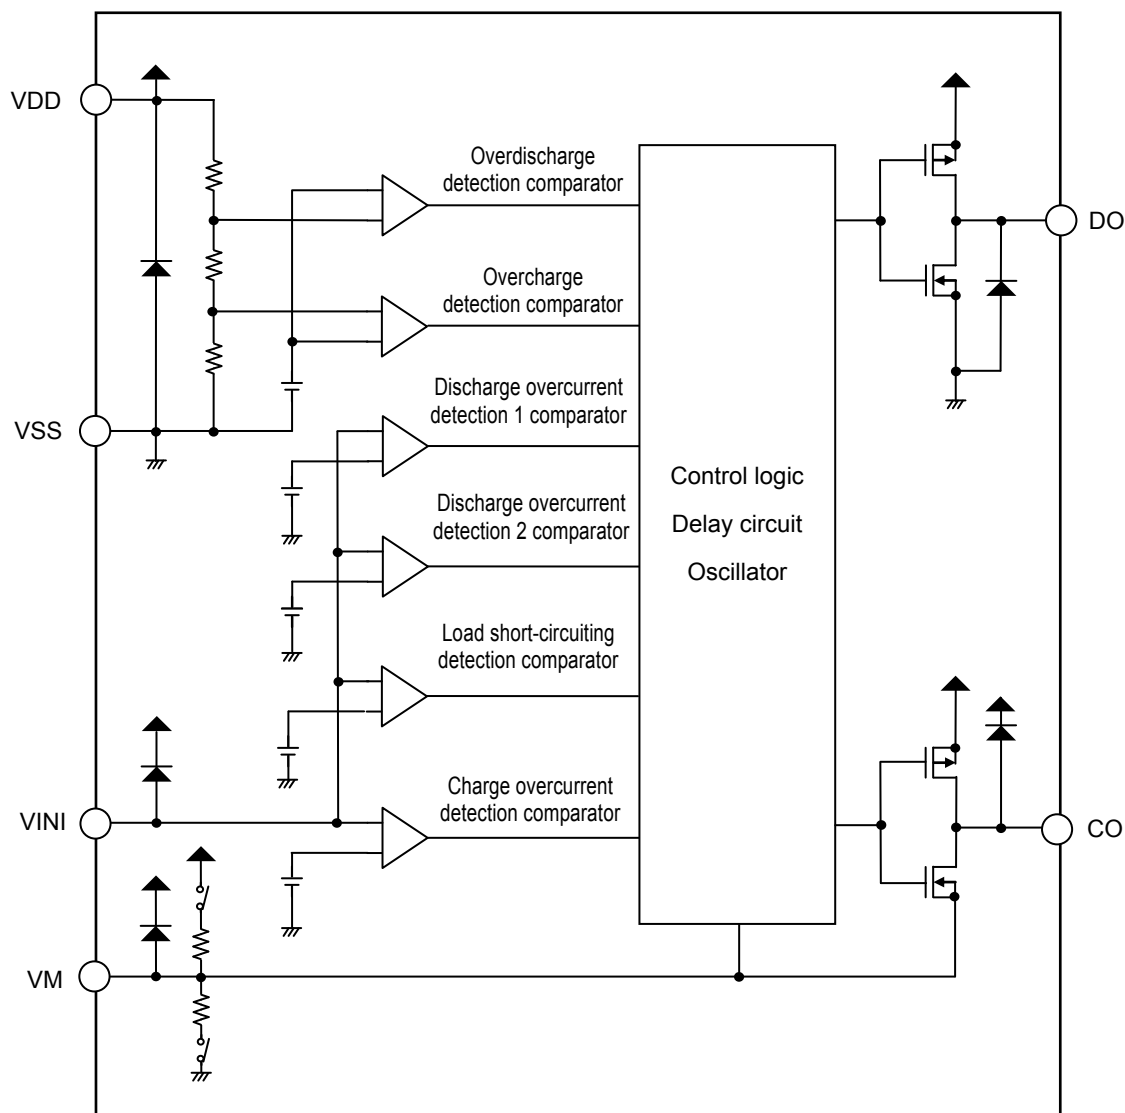 VDD
Overdischarge
detection comparator
DO
Overcharge
detection comparator
Discharge overcurrent
detection 1 comparator
VSS
Control logic
Delay circuit
Oscillator
Discharge overcurrent
detection 2 comparator
Load short-circuiting
detection comparator
Charge overcurrent
detection comparator
VINI
CO
VM